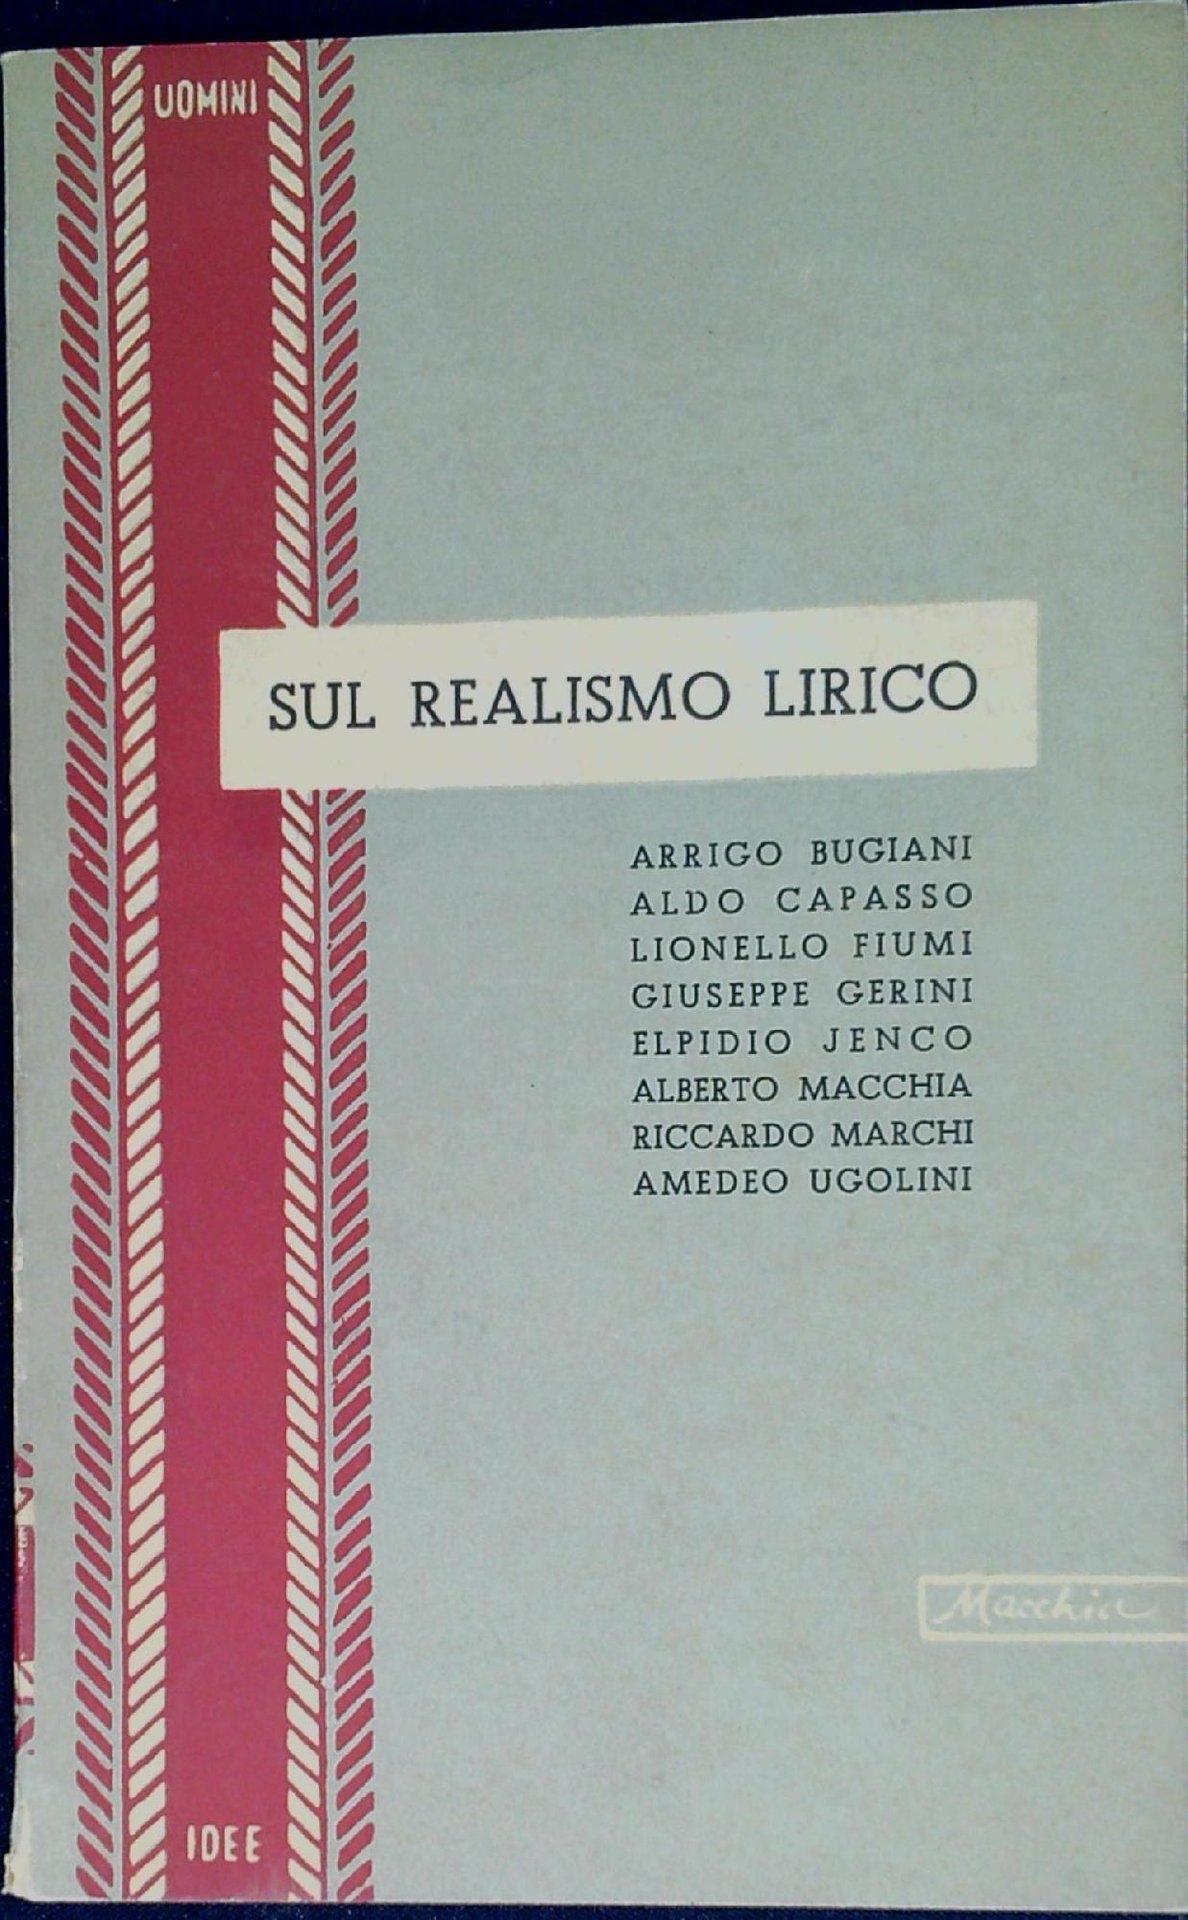 UOMINI
SUL REALISMO LIRICO
ARRIGO BUGIANI
ALDO CAPASSO
LIONELLO FIUMI
GIUSEPPE GERINI
ELPIDIO JENCO
ALBERTO MACCHIA
RICCARDO MARCHI
AMEDEO UGOLINI
Macchia
IDEE